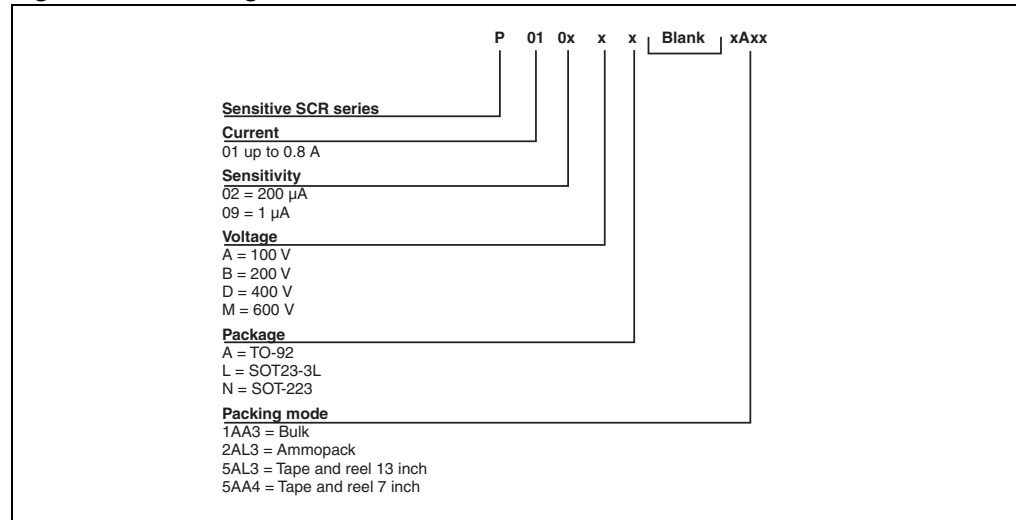 P 01 0x x x Blank xAxx
Sensitive SCR series
Current
01 up to 0.8 A
Sensitivity
02 = 200 µA
09 = 1 µA
Voltage
A = 100 V
B = 200 V
D = 400 V
M = 600 V
Package
A = TO-92
L = SOT23-3L
N = SOT-223
Packing mode
1AA3 = Bulk
2AL3 = Ammopack
5AL3 = Tape and reel 13 inch
5AA4 = Tape and reel 7 inch